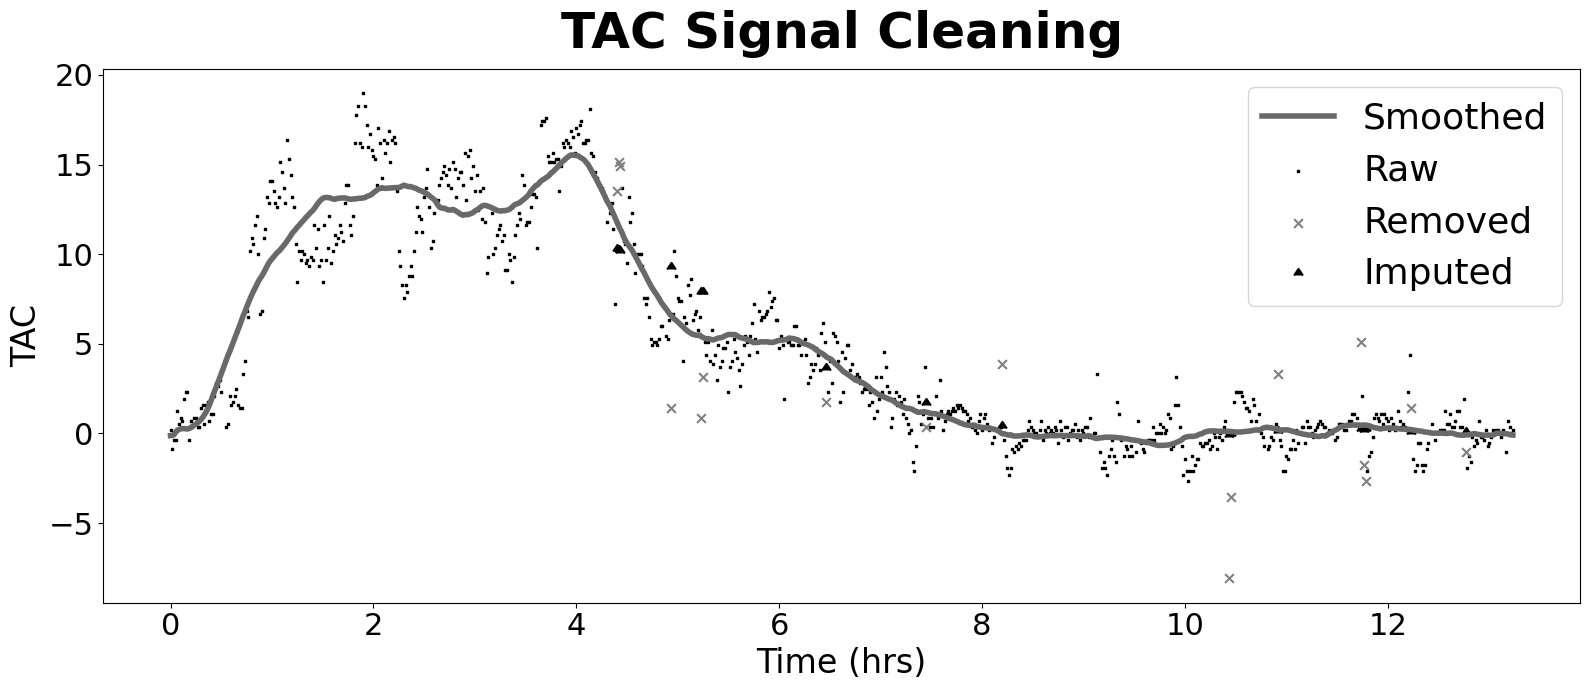 TAC Signal Cleaning
20
15
10
5
0
−5
TAC
Smoothed
Raw
Removed
Imputed
0 2 4 6 8 10 12
Time (hrs)